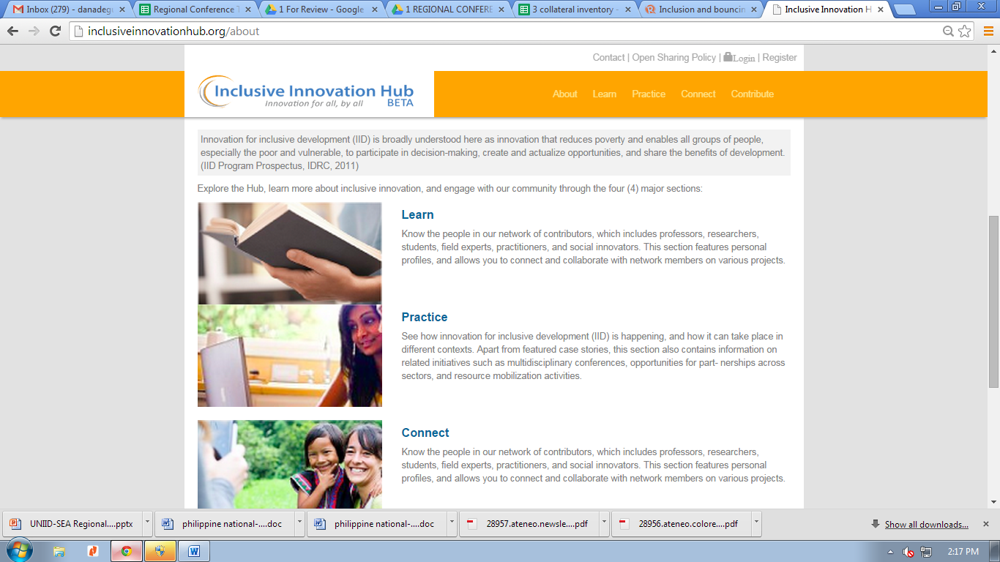 Inbox (279) - danadegu
Regional Conference T
1 For Review - Google
1 REGIONAL CONFERE
3 collateral inventory -
Inclusion and bouncin
Inclusive Innovation H
inclusiveinnovationhub.org/about
Contact | Open Sharing Policy | Login | Register
Inclusive Innovation Hub
Innovation for all, by all BETA
About Learn Practice Connect Contribute
Innovation for inclusive development (IID) is broadly understood here as innovation that reduces poverty and enables all groups of people,
especially the poor and vulnerable, to participate in decision-making, create and actualize opportunities, and share the benefits of development.
(IID Program Prospectus, IDRC, 2011)
Explore the Hub, learn more about inclusive innovation, and engage with our community through the four (4) major sections:
Learn
Know the people in our network of contributors, which includes professors, researchers,
students, field experts, practitioners, and social innovators. This section features personal
profiles, and allows you to connect and collaborate with network members on various projects.
Practice
See how innovation for inclusive development (IID) is happening, and how it can take place in
different contexts. Apart from featured case stories, this section also contains information on
related initiatives such as multidisciplinary conferences, opportunities for part- nerships across
sectors, and resource mobilization activities.
Connect
Know the people in our network of contributors, which includes professors, researchers,
students, field experts, practitioners, and social innovators. This section features personal
profiles, and allows you to connect and collaborate with network members on various projects.
UNIID-SEA Regional....pptx
philippine national-....doc
philippine national-....doc
28957.ateneo.newsle....pdf
28956.ateneo.colore....pdf
Show all downloads...
2:17 PM